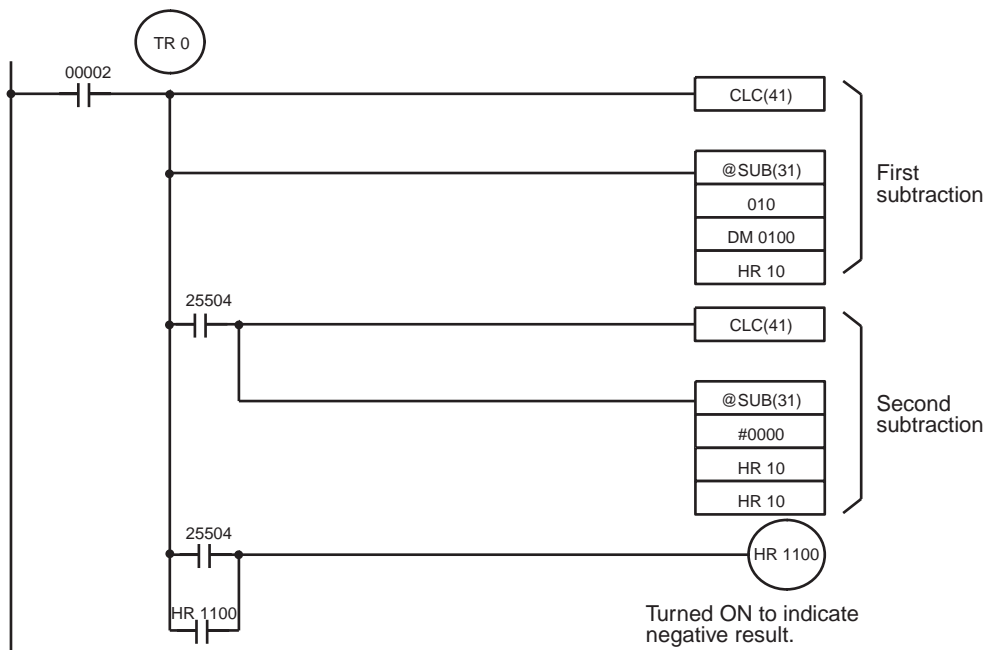 TR 0
00002
CLC(41)
@SUB(31)
010
DM 0100
HR 10
First
subtraction
25504
CLC(41)
@SUB(31)
#0000
HR 10
HR 10
Second
subtraction
25504
HR 1100
HR 1100
Turned ON to indicate
negative result.